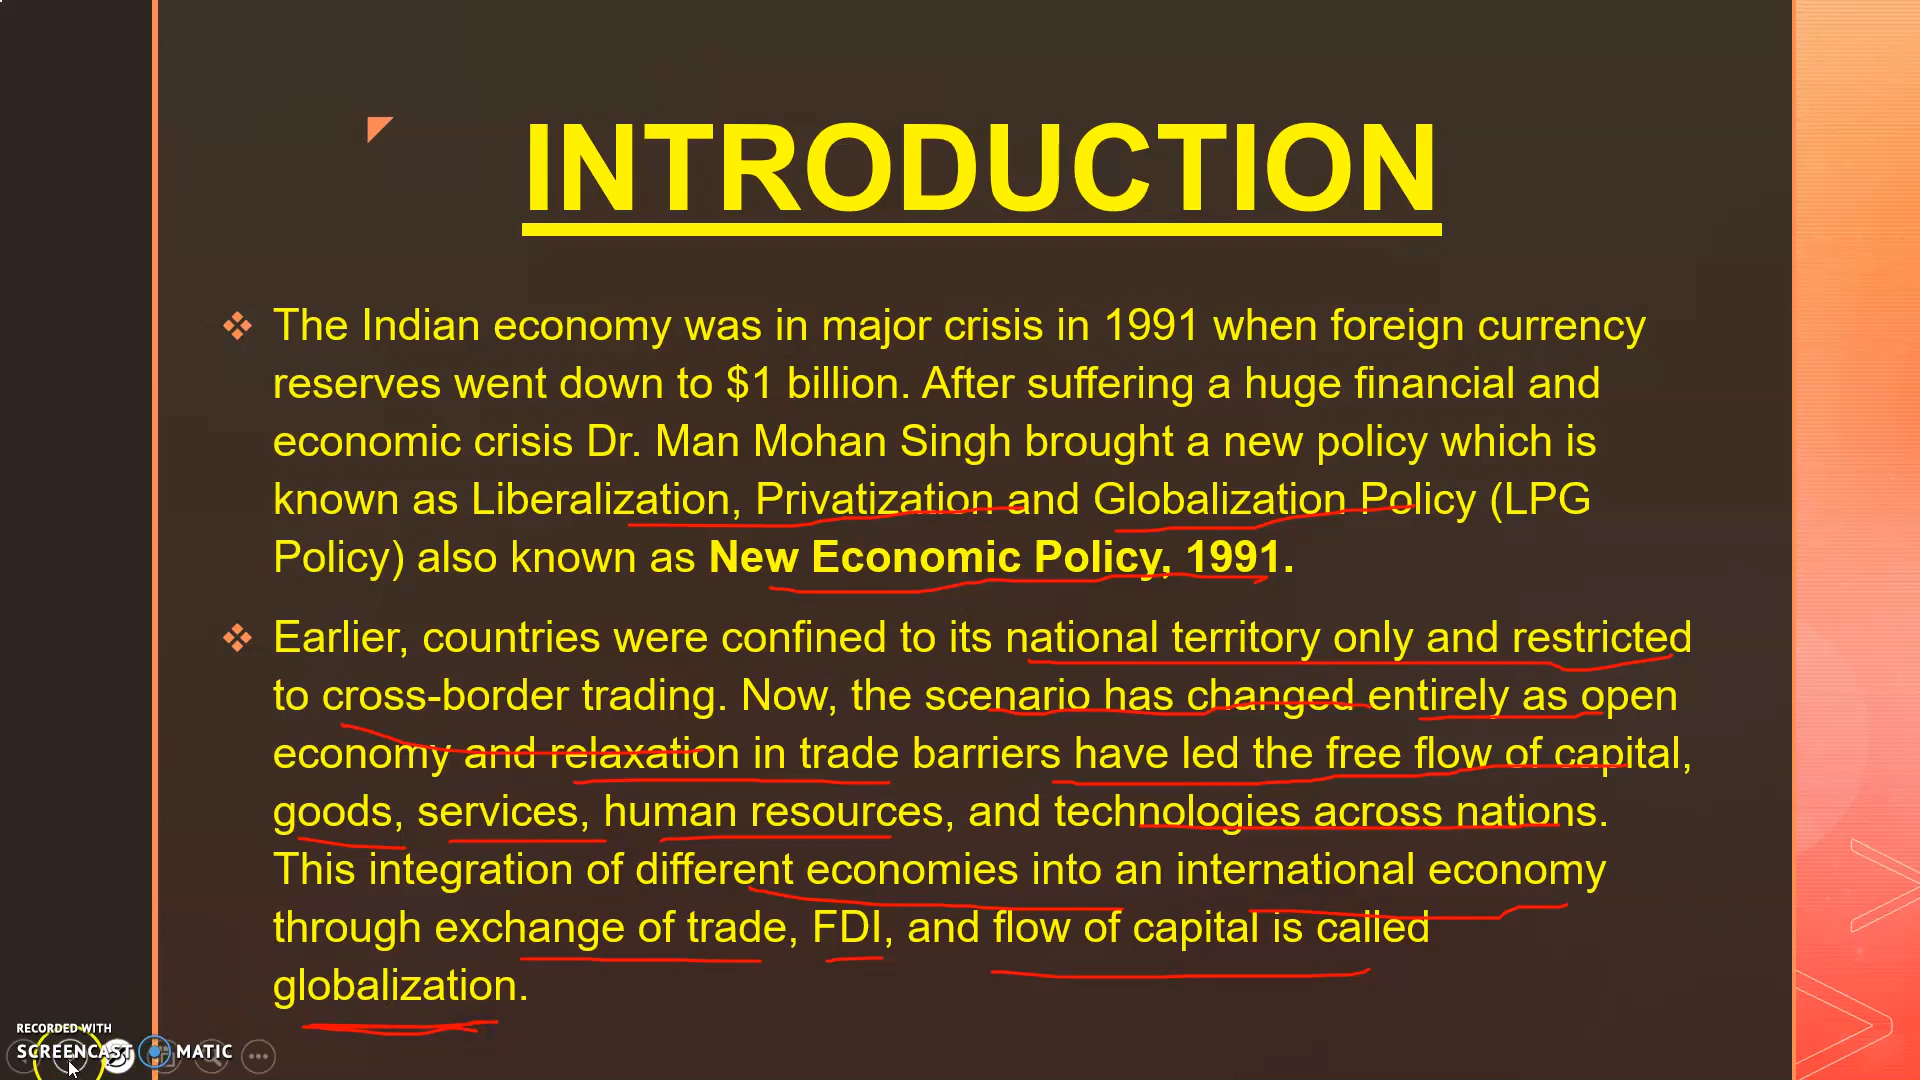 INTRODUCTION
The Indian economy was in major crisis in 1991 when foreign currency
reserves went down to $1 billion. After suffering a huge financial and
economic crisis Dr. Man Mohan Singh brought a new policy which is
known as Liberalization, Privatization and Globalization Policy (LPG
Policy) also known as New Economic Policy, 1991.
Earlier, countries were confined to its national territory only and restricted
to cross-border trading. Now, the scenario has changed entirely as open
economy and relaxation in trade barriers have led the free flow of capital,
goods, services, human resources, and technologies across nations.
This integration of different economies into an international economy
through exchange of trade, FDI, and flow of capital is called
globalization.
RECORDED WITH
SCREENCAST MATIC